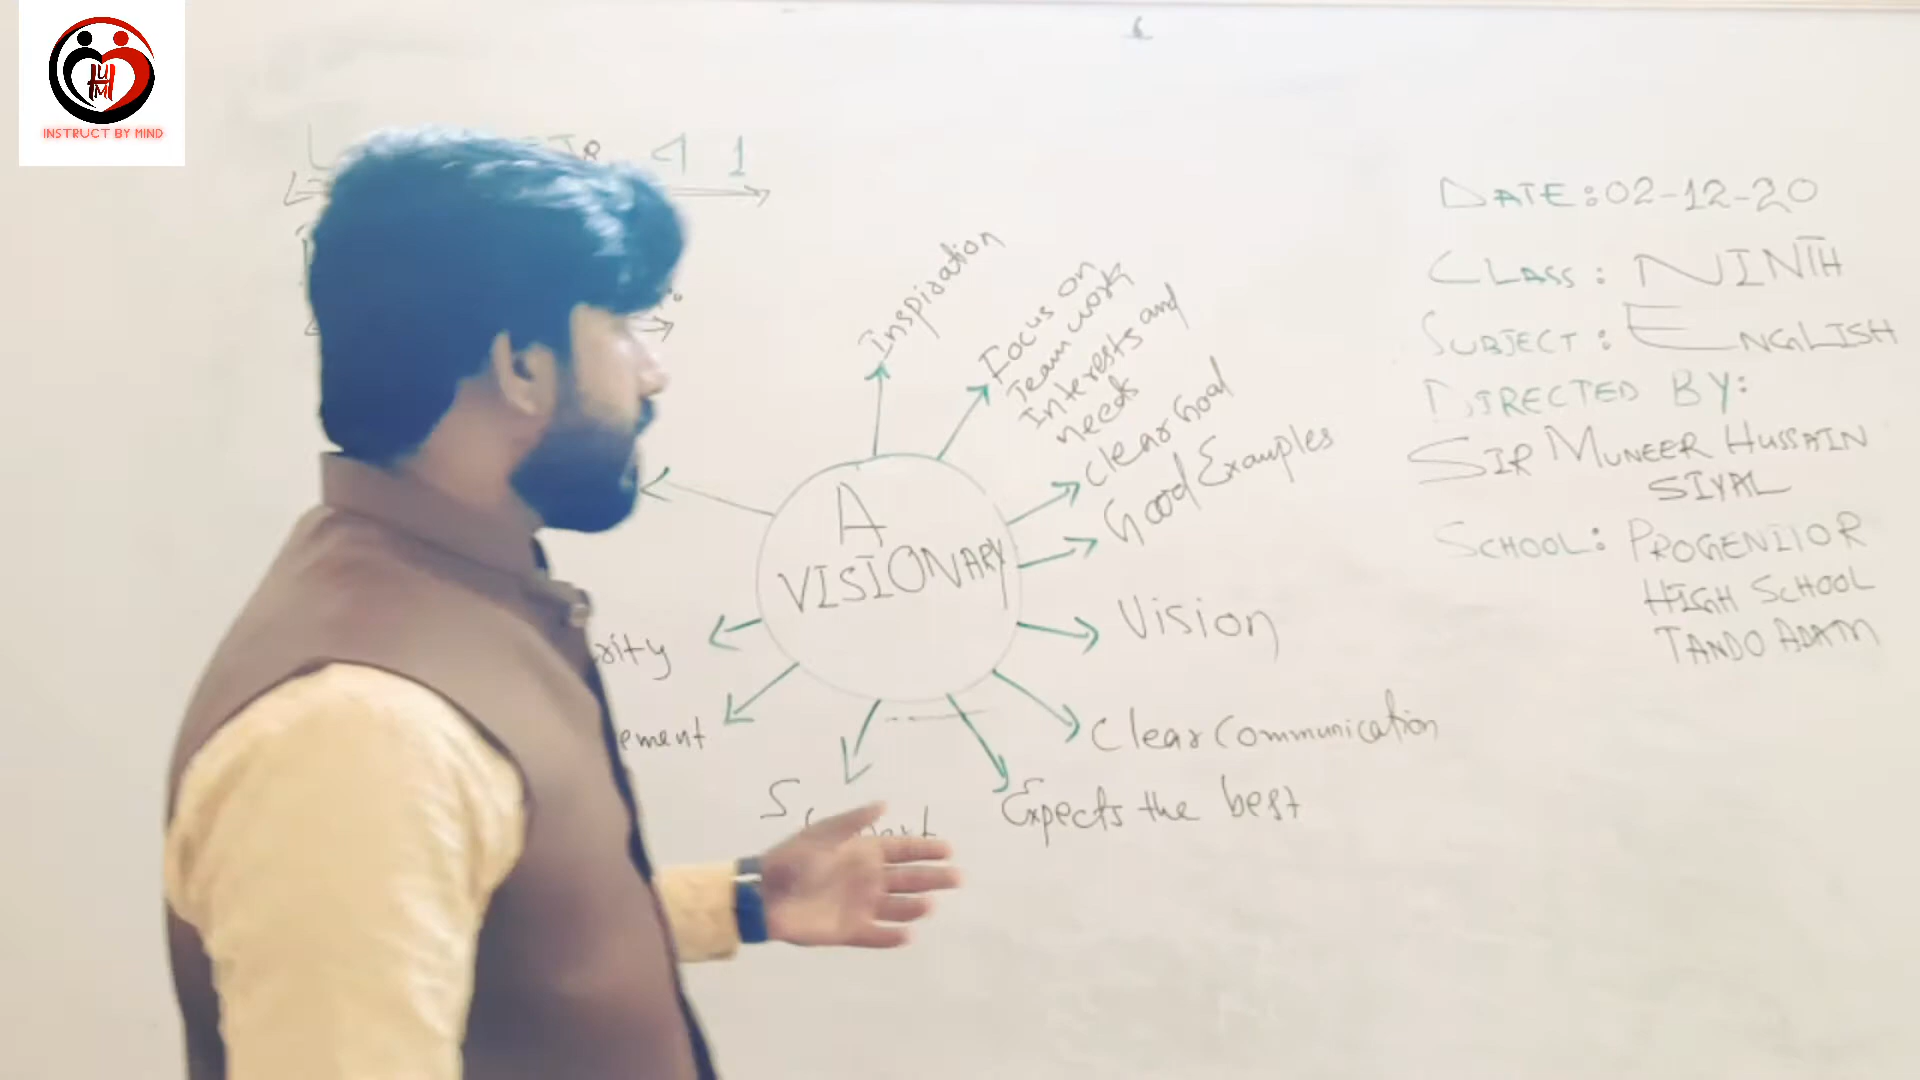 INSTRUCT BY MIND
1
DATE: 02-12-20
CLASS: NINTH
SUBJECT: ENGLISH
DIRECTED BY:
SIR MUNEER HUSSAIN
SIYAL
SCHOOL: PROGENITOR
HIGH SCHOOL
TANDO ADAM
A
VISIONARY
Inspiration
Focus on
Team work
Interests and
needs
Clear Goal
Good Examples
Vision
Clear Communication
Expects the best